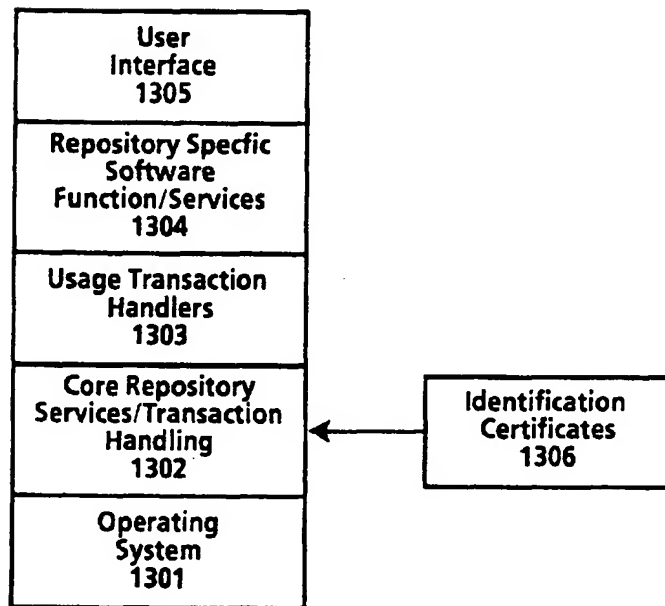 User
Interface
1305
Repository Specfic
Software
Function/Services
1304
Usage Transaction
Handlers
1303
Core Repository
Services/Transaction
Handling
1302
Identification
Certificates
1306
Operating
System
1301